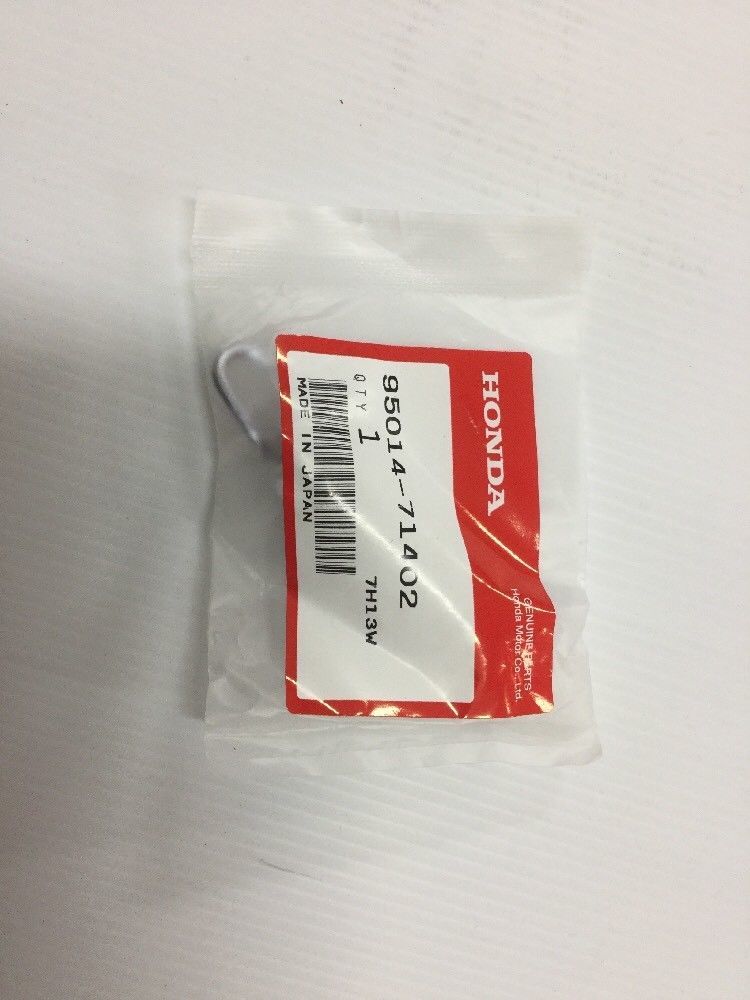 HONDA
GENUINE PARTS
Honda Motor Co., Ltd.
95014-71402
QTY 1
7H13W
MADE IN JAPAN